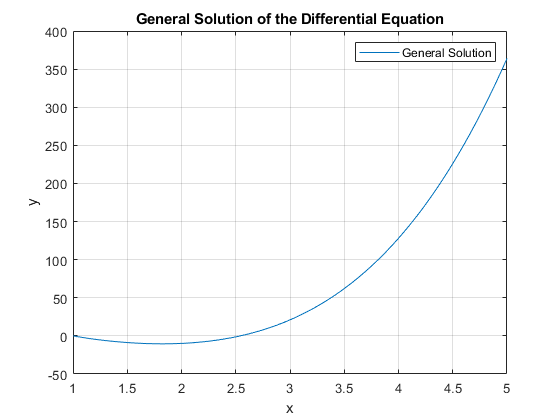 General Solution of the Differential Equation
400
General Solution
350
300
250
200
150
100
50
0
-50
y
1 1.5 2 2.5 3 3.5 4 4.5 5
x